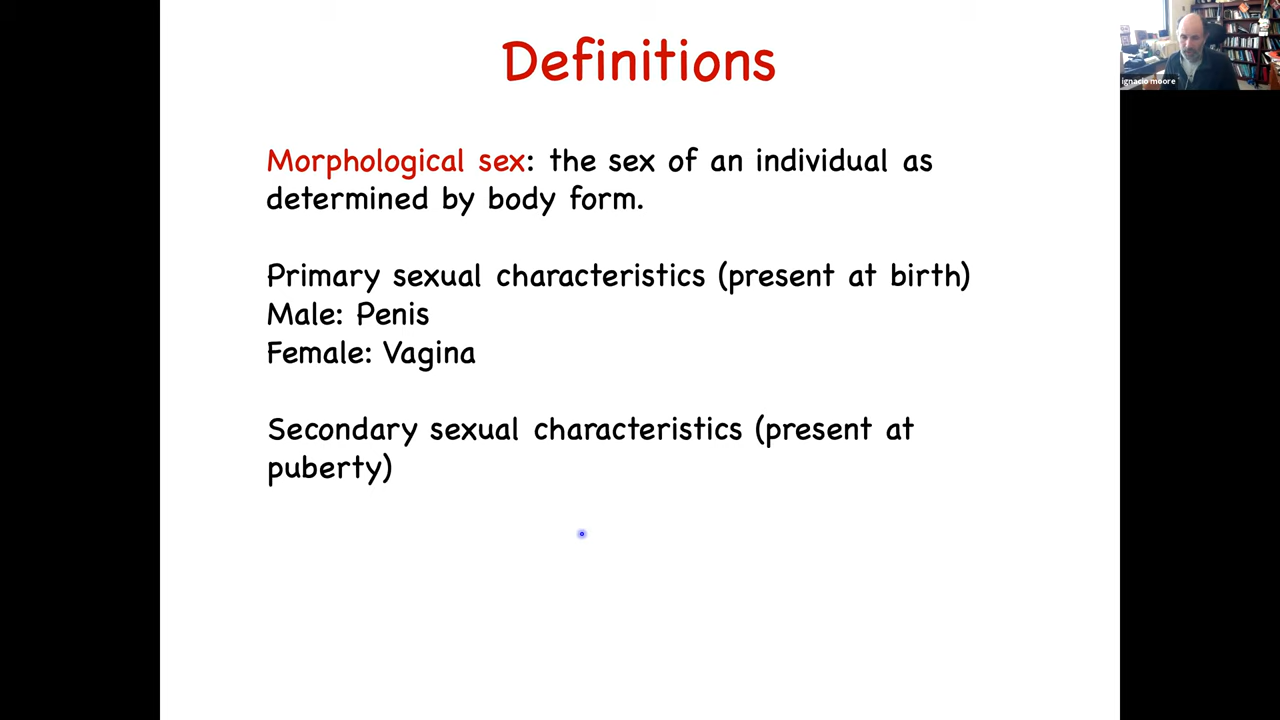 Definitions
ignacio moore
Morphological sex: the sex of an individual as
determined by body form.
Primary sexual characteristics (present at birth)
Male: Penis
Female: Vagina
Secondary sexual characteristics (present at
puberty)